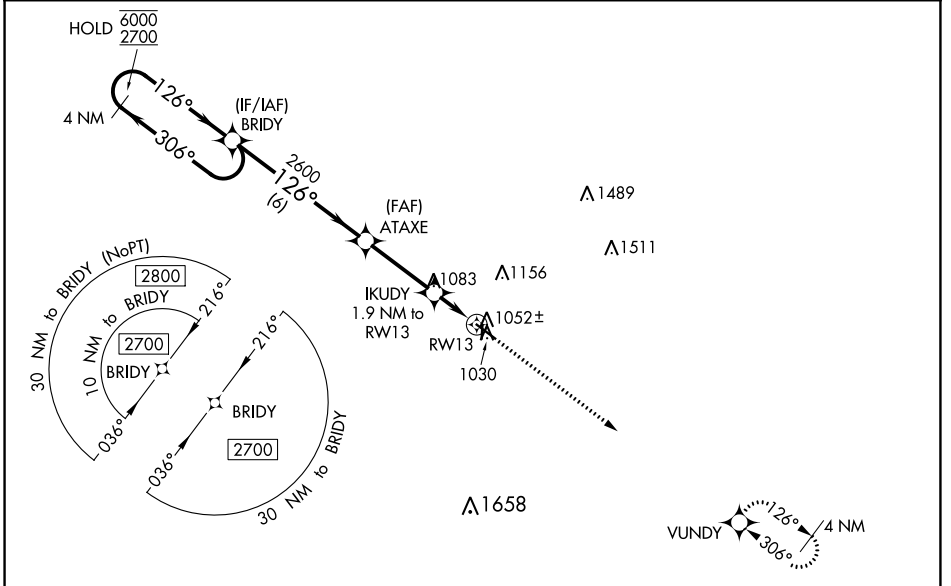 HOLD 6000
2700
126°
4 NM
306°
(IF/IAF)
BRIDY
2600
126°
(6)
(FAF)
ATAXE
1489
1511
1156
1083
IKUDY
1.9 NM to
RW13
1052±
RW13
1030
30 NM to BRIDY (NoPT)
2800
216°
10 NM to BRIDY
2700
BRIDY
036°
216°
BRIDY
2700
036°
30 NM to BRIDY
1658
VUNDY
126°
4 NM
306°